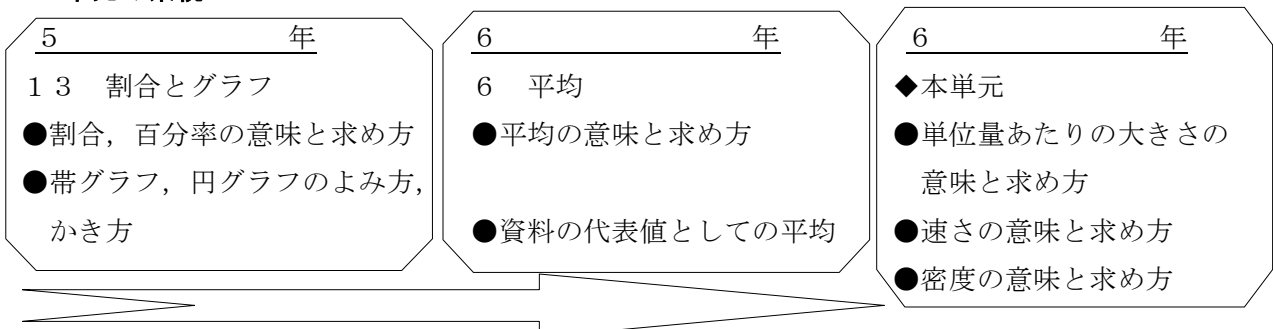 5 年
13 割合とグラフ
●割合，百分率の意味と求め方
●帯グラフ，円グラフのよみ方，
かき方
6 年
6 平均
●平均の意味と求め方
●資料の代表値としての平均
6 年
◆本単元
●単位量あたりの大きさの
意味と求め方
●速さの意味と求め方
●密度の意味と求め方